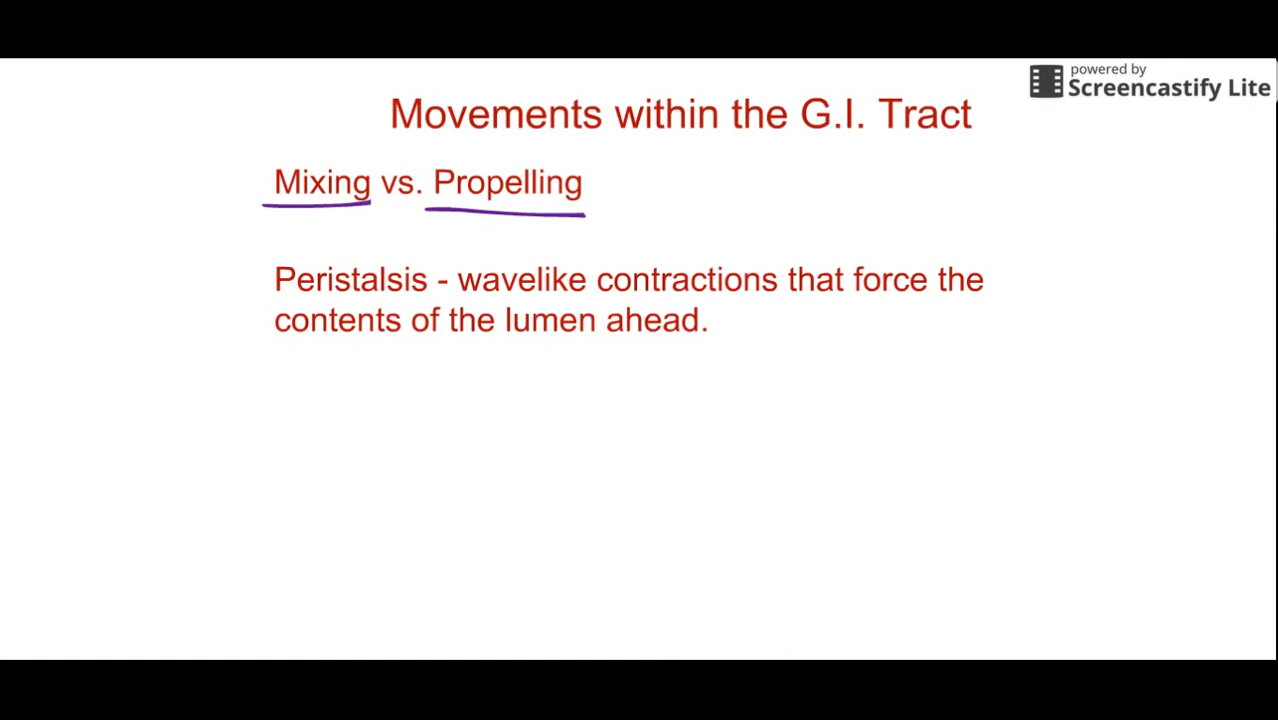 powered by
Screencastify Lite
Movements within the G.I. Tract
Mixing vs. Propelling
Peristalsis - wavelike contractions that force the
contents of the lumen ahead.